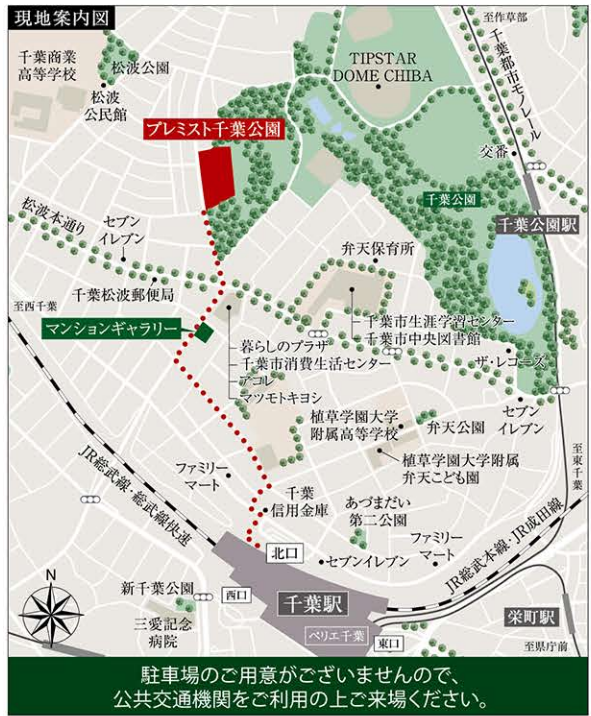 現地案内図
至作草部
千葉商業
高等学校
松波公園
松波
公民館
TIPSTAR
DOME CHIBA
千葉都市モノレール
交番
プレミスト千葉公園
千葉公園
千葉公園駅
松波本通り
セブン
イレブン
弁天保育所
千葉松波郵便局
至西千葉
マンションギャラリー
千葉市生涯学習センター
千葉市中央図書館
暮らしのプラザ
千葉市消費生活センター
アコレ
マツモトキヨシ
ザ・レコーズ
セブン
イレブン
植草学園大学
附属高等学校
弁天公園
植草学園大学附属
弁天こども園
至東千葉
JR総武線・総武線快速
ファミリー
マート
千葉
信用金庫
あづまだい
第二公園
北口
セブンイレブン
ファミリー
マート
JR総武本線・JR成田線
N
新千葉公園
西口
千葉駅
三愛記念
病院
ペリエ千葉
東口
栄町駅
至県庁前
駐車場のご用意がございませんので、
公共交通機関をご利用の上ご来場ください。